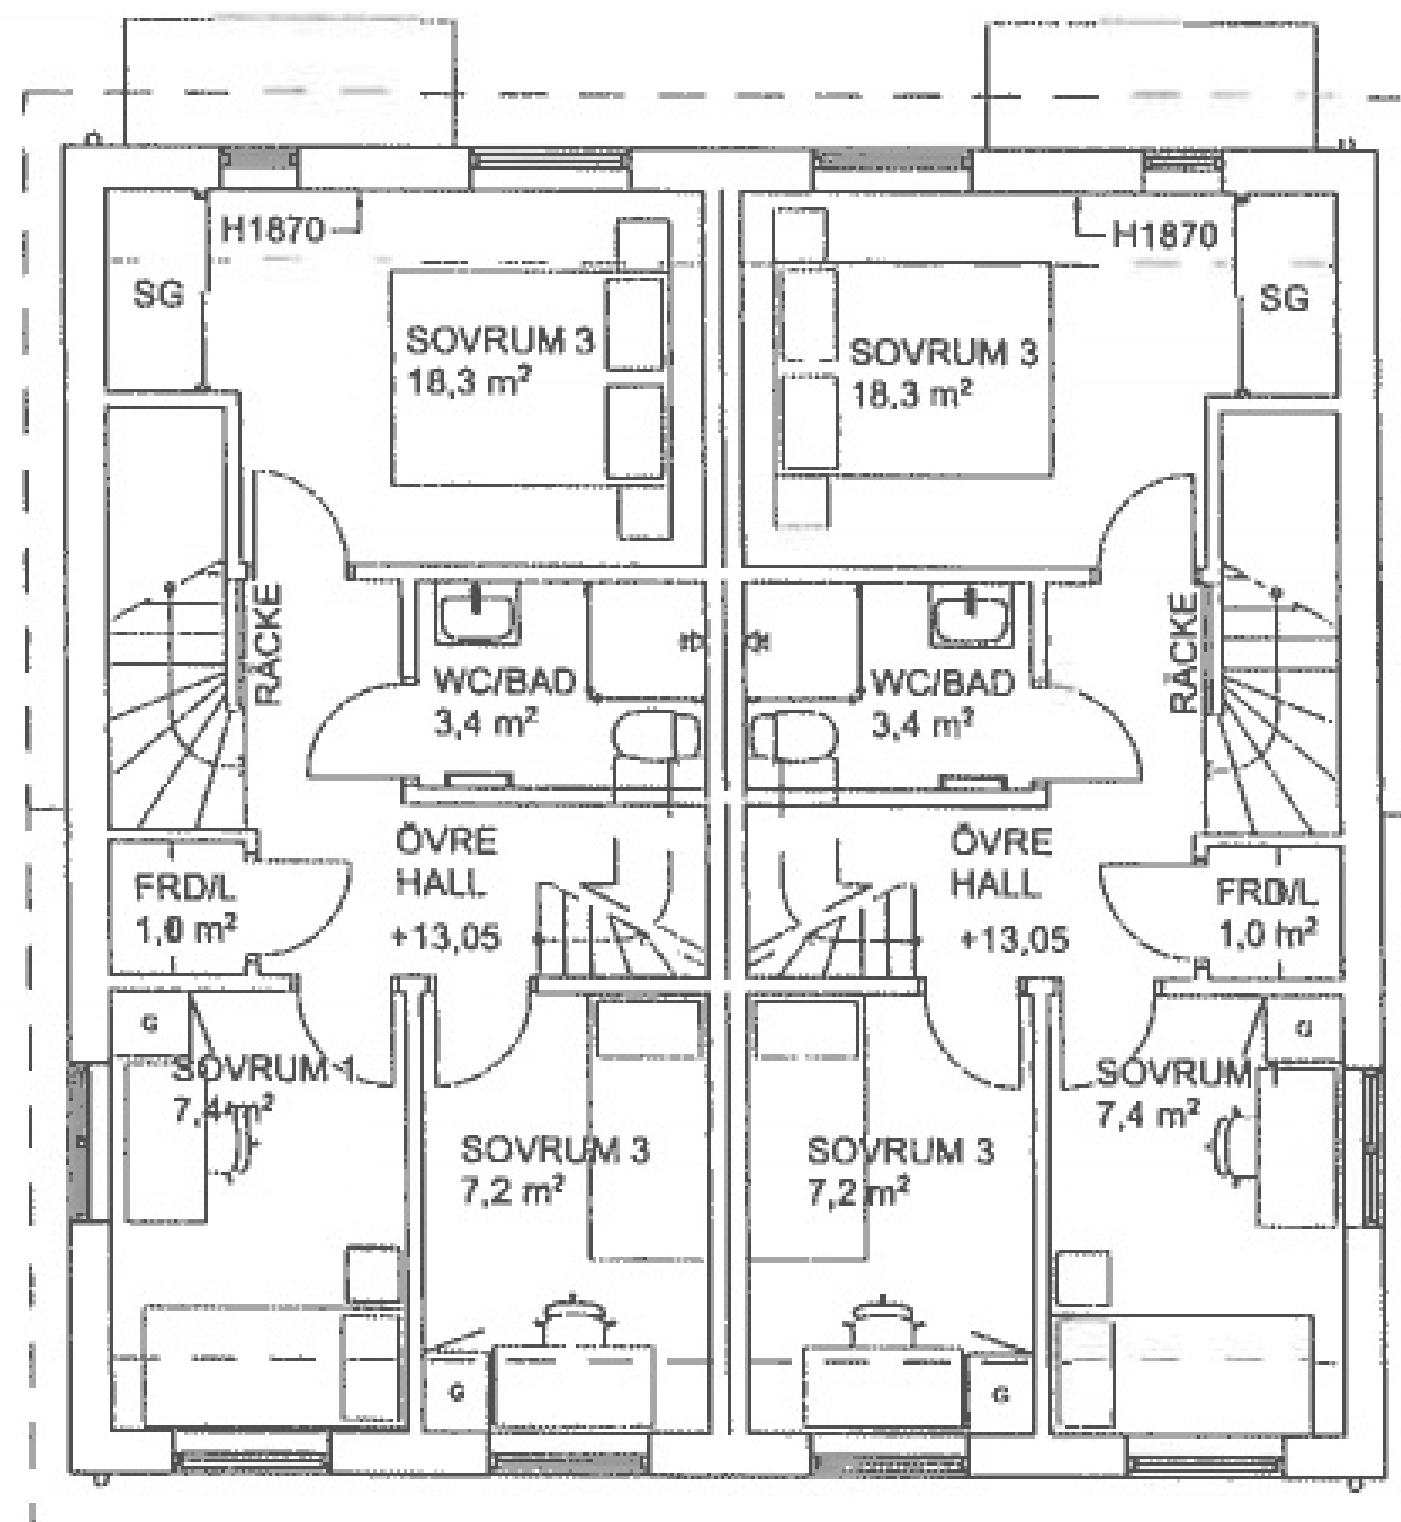 H1870
H1870
SG
SG
SOVRUM 3
18,3 m²
SOVRUM 3
18.3 m²
RÄCKE
RÄCKE
WC/BAD
3,4 m²
WC/BAD
3,4 m²
ÖVRE
HALL
+13,05
ÖVRE
HALL
+13,05
FRD/L
1,0 m²
FRD/L
1,0 m²
G
G
SOVRUM 1
7,4 m²
SOVRUM 1
7,4 m²
SOVRUM 3
7,2 m²
SOVRUM 3
7,2 m²
G
G